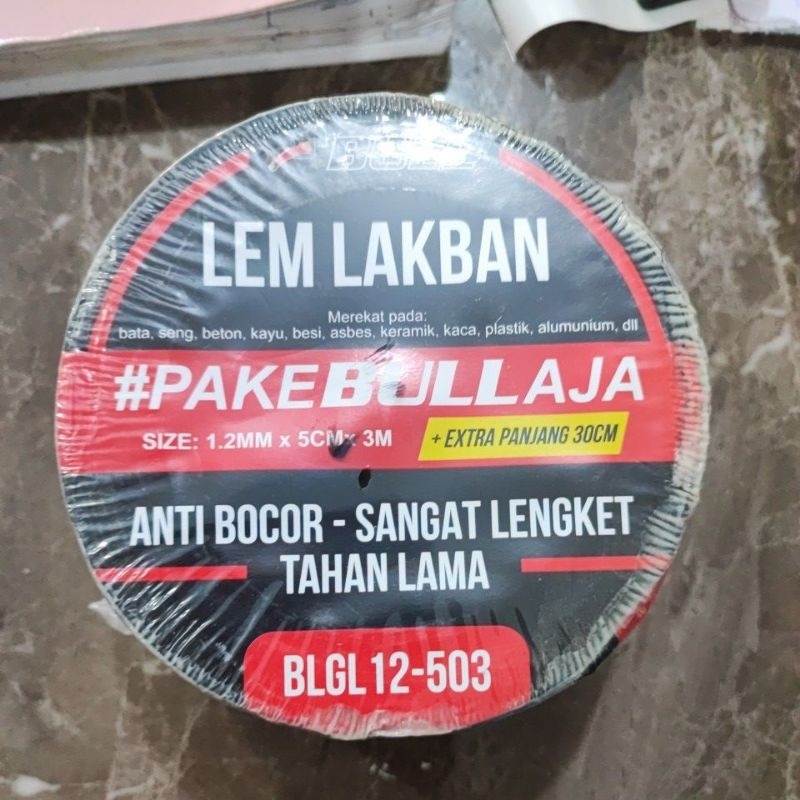 BULL
LEM LAKBAN
Merekat pada:
bata, seng, beton, kayu, besi, asbes, keramik, kaca, plastik, alumunium, dll
#PAKEBULLAJA
SIZE: 1.2MM x 5CM x 3M
+ EXTRA PANJANG 30CM
ANTI BOCOR - SANGAT LENGKET
TAHAN LAMA
BLGL 12-503